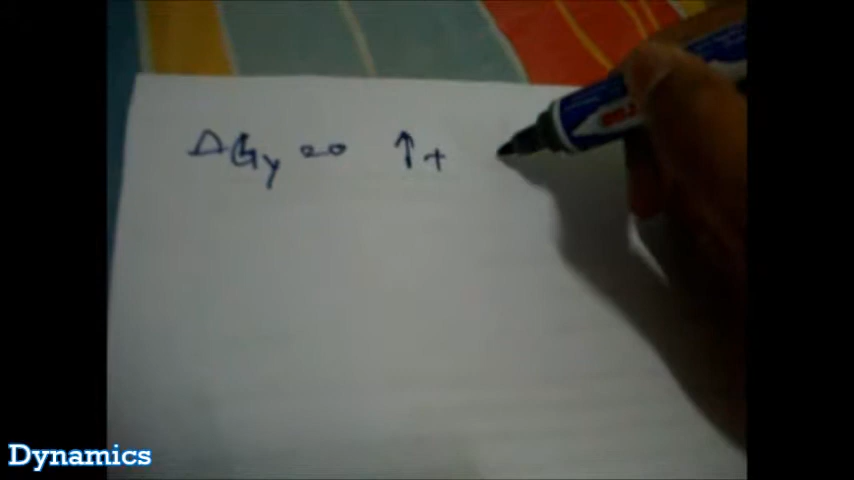 ΔGy = 0 ↑+
Dynamics